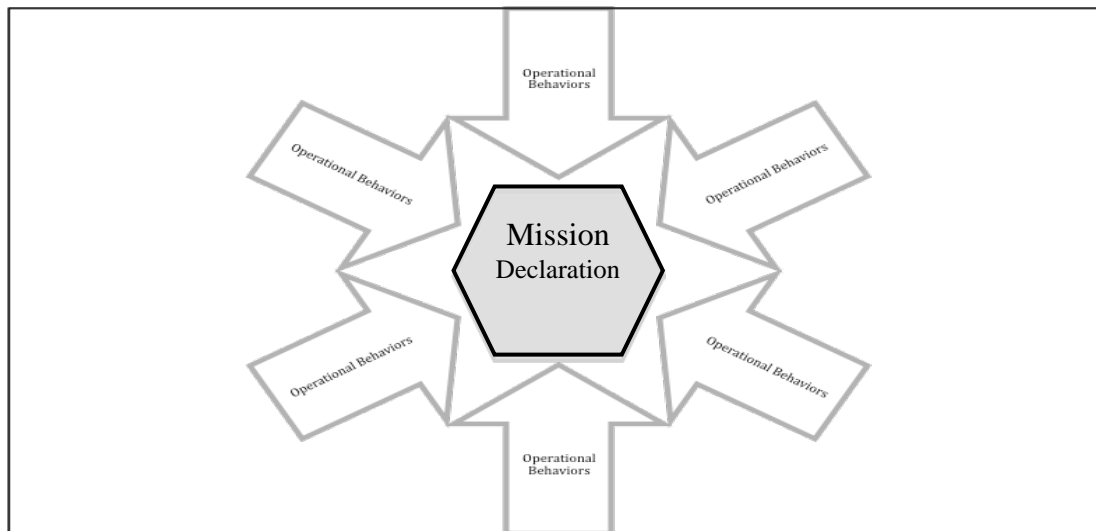 Operational
Behaviors
Operational Behaviors
Operational Behaviors
Mission
Declaration
Operational Behaviors
Operational Behaviors
Operational
Behaviors